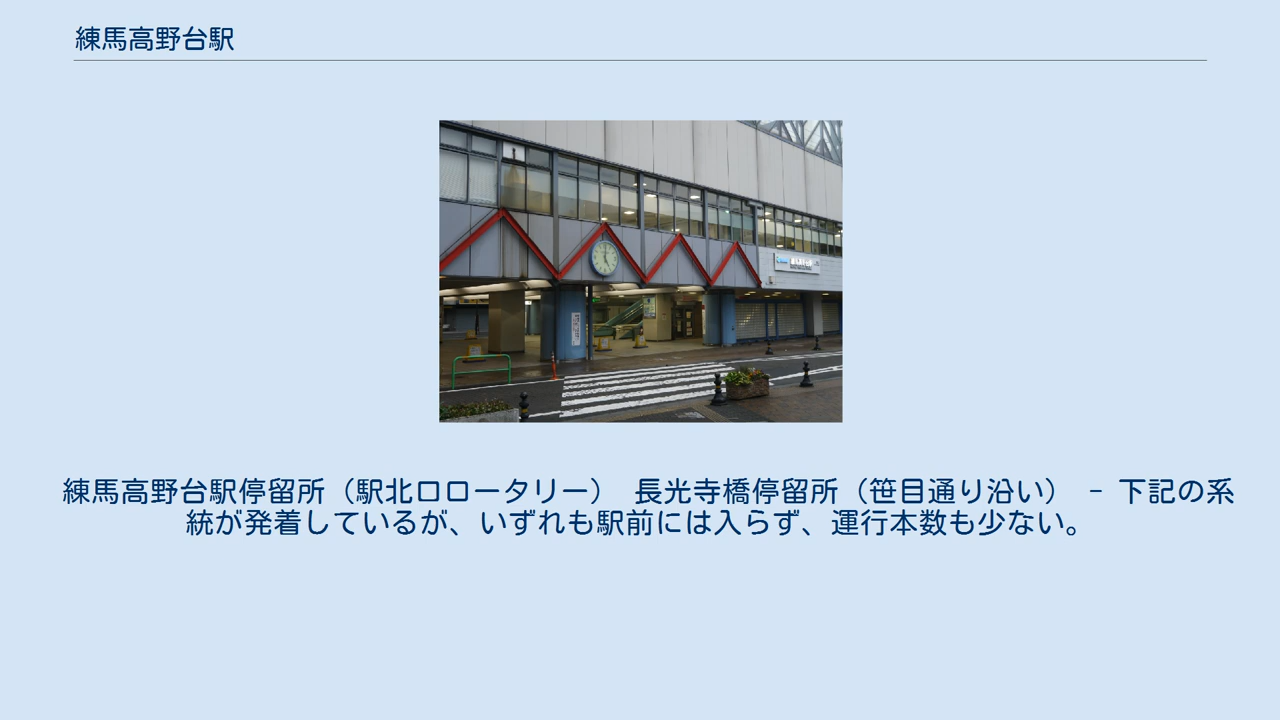 練馬高野台駅
練馬高野台駅停留所（駅北口ロータリー） 長光寺橋停留所（笹目通り沿い） - 下記の系
統が発着しているが、いずれも駅前には入らず、運行本数も少ない。